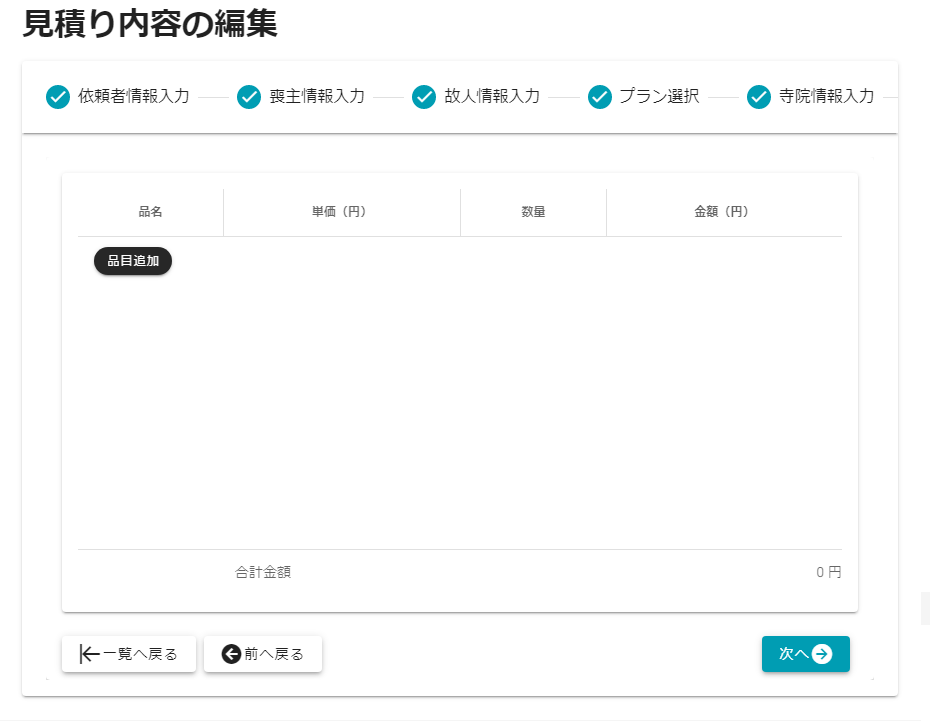 見積り内容の編集
依頼者情報入力 喪主情報入力 故人情報入力 プラン選択 寺院情報入力
品名 単価（円） 数量 金額（円）
品目追加
合計金額 0 円
一覧へ戻る 前へ戻る 次へ